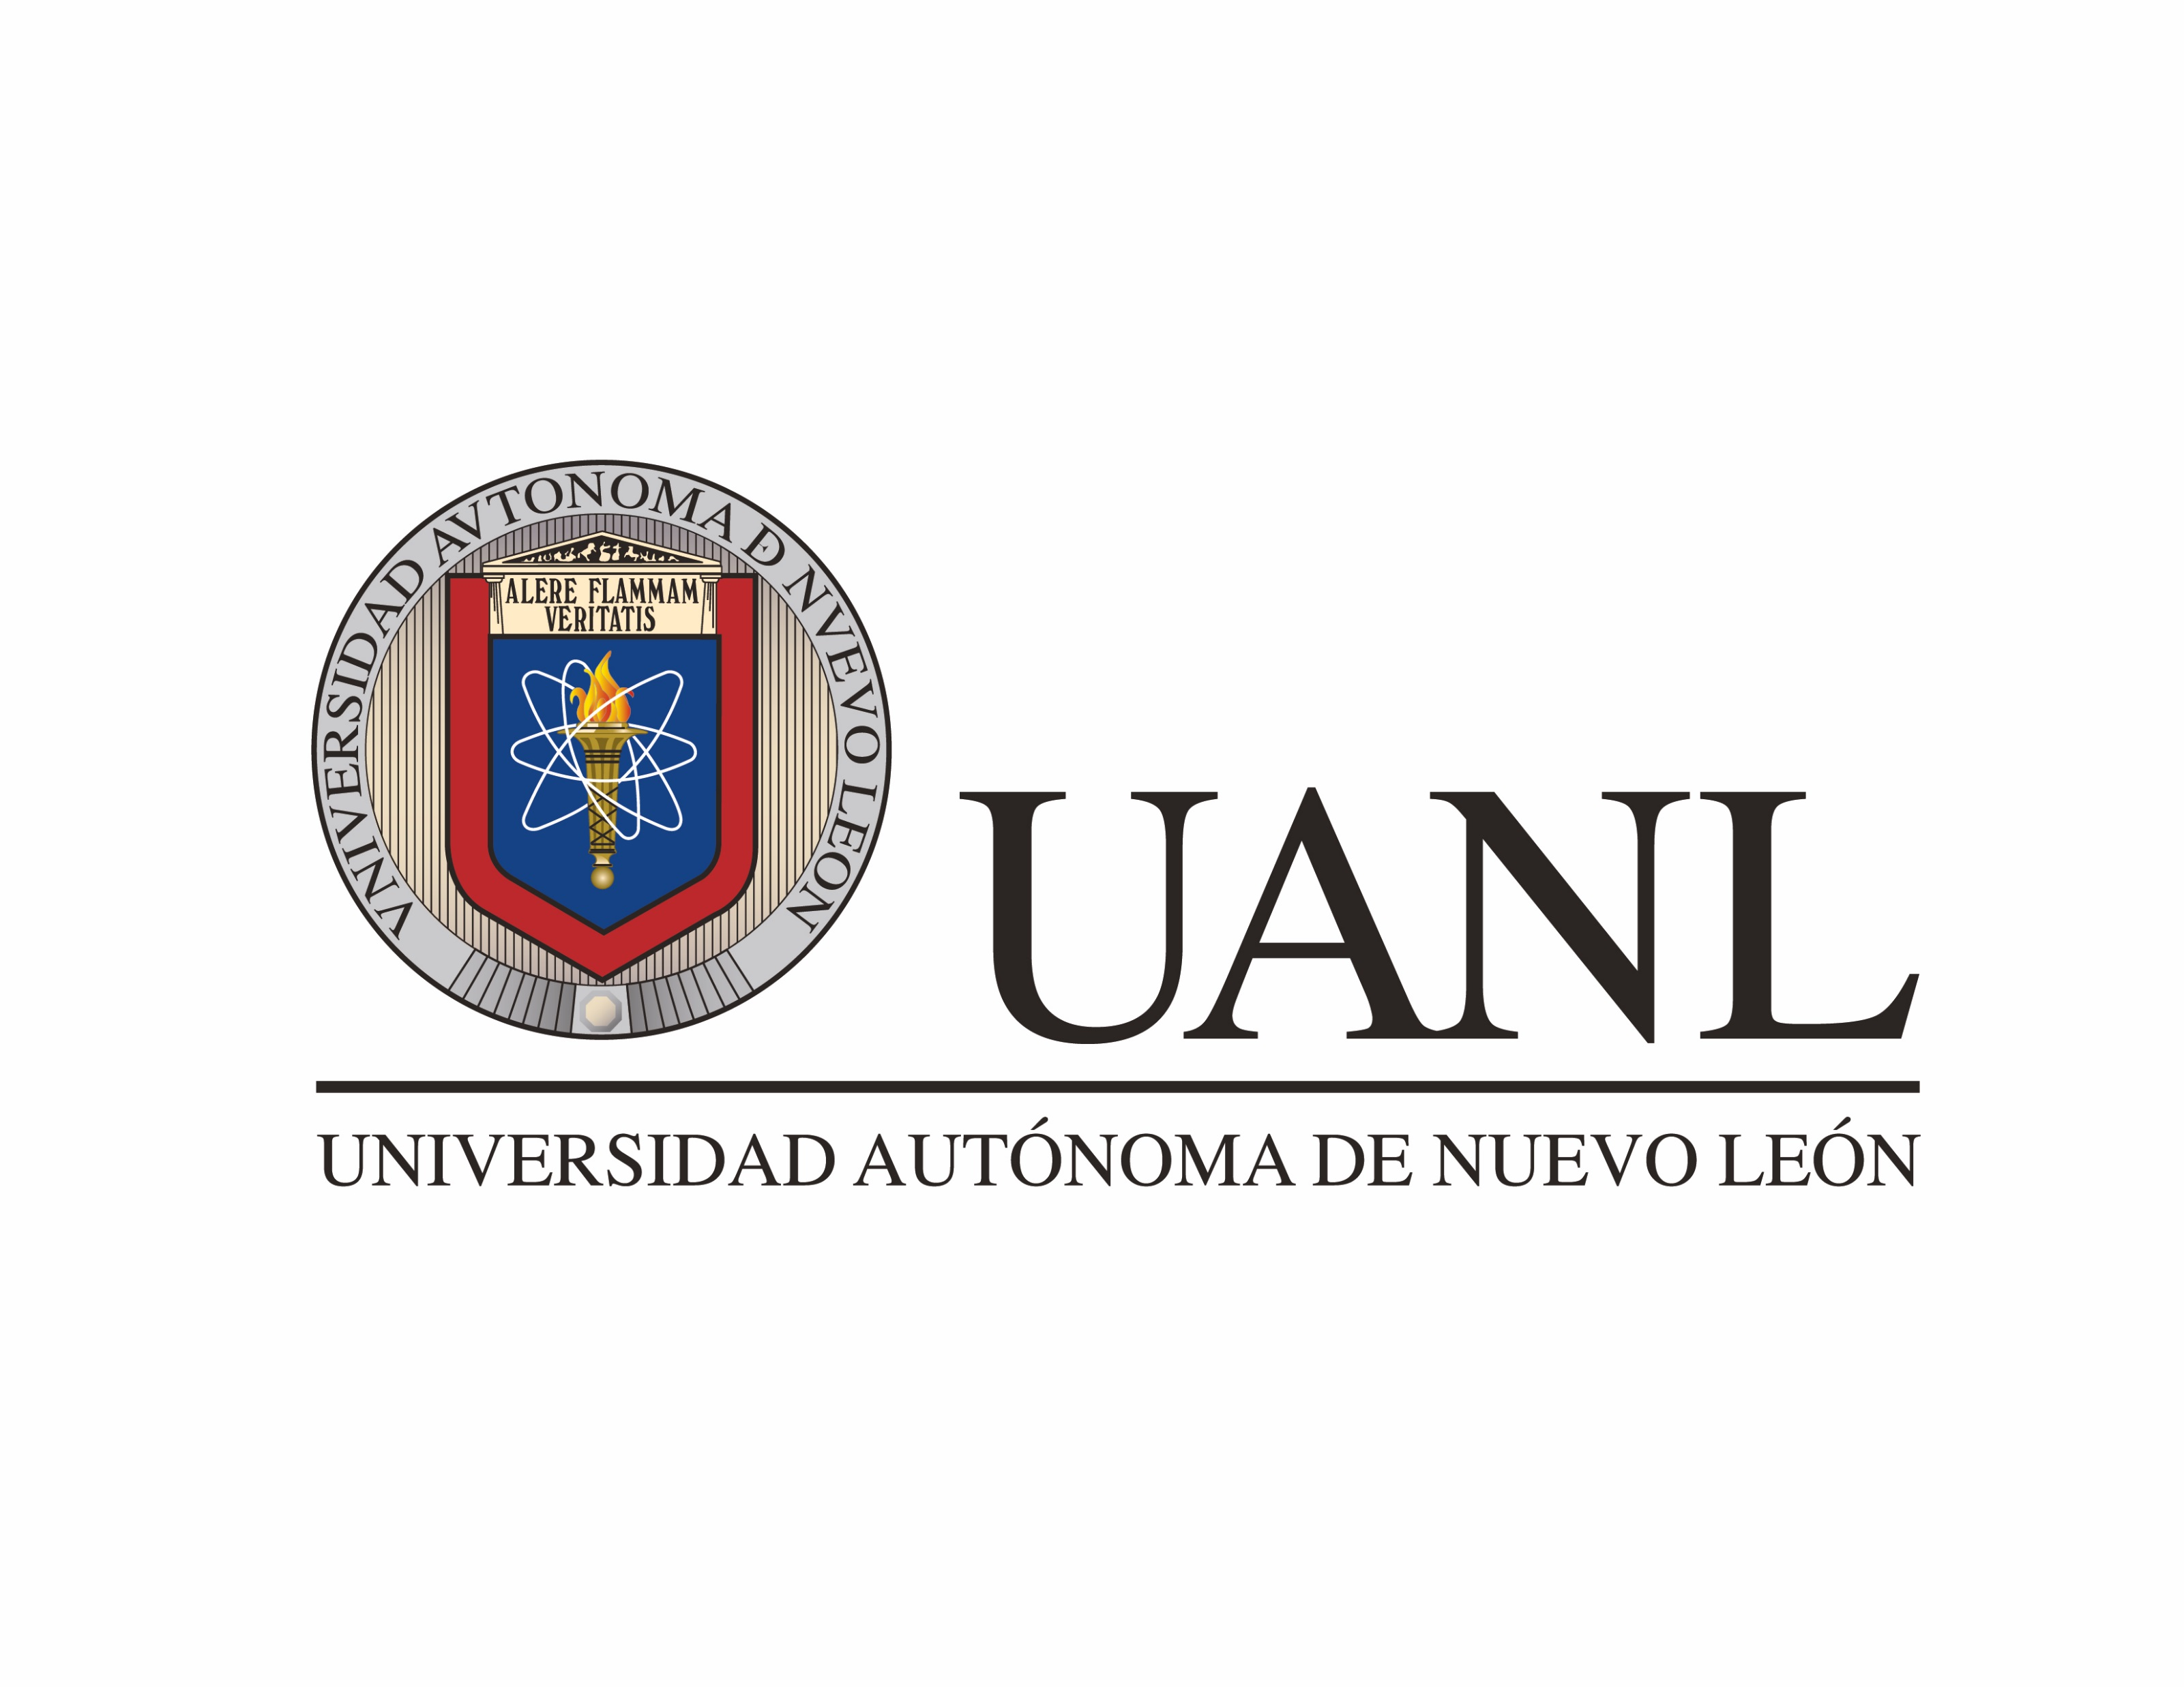 VNIVERSIDAD AVTONOMA DE NVEVO LEON
ALERE FLAMMAM
VERITATIS
UANL
UNIVERSIDAD AUTÓNOMA DE NUEVO LEÓN